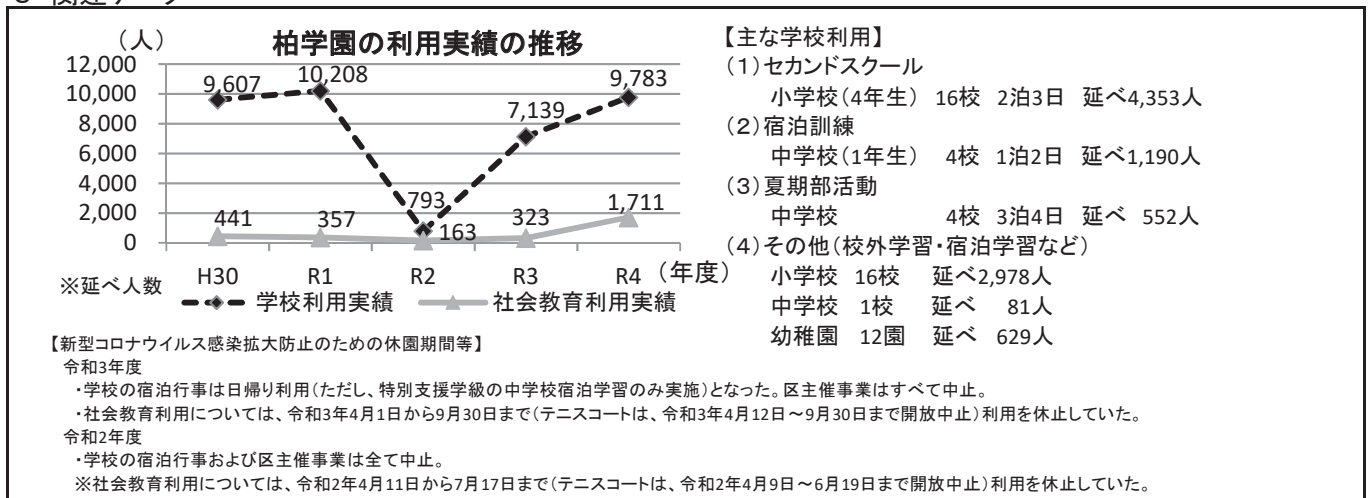 （人）
柏学園の利用実績の推移
12,000
10,000
8,000
6,000
4,000
2,000
0
9,607
10,208
793
7,139
9,783
441
357
163
323
1,711
H30 R1 R2 R3 R4 （年度）
※延べ人数
学校利用実績 社会教育利用実績
【主な学校利用】
（１）セカンドスクール
小学校（4年生） 16校 2泊3日 延べ4,353人
（２）宿泊訓練
中学校（1年生） 4校 1泊2日 延べ1,190人
（３）夏期部活動
中学校 4校 3泊4日 延べ 552人
（４）その他（校外学習・宿泊学習など）
小学校 16校 延べ2,978人
中学校 1校 延べ 81人
幼稚園 12園 延べ 629人
【新型コロナウイルス感染拡大防止のための休園期間等】
令和3年度
・学校の宿泊行事は日帰り利用（ただし、特別支援学級の中学校宿泊学習のみ実施）となった。区主催事業はすべて中止。
・社会教育利用については、令和3年4月1日から9月30日まで（テニスコートは、令和3年4月12日～9月30日まで開放中止）利用を休止していた。
令和2年度
・学校の宿泊行事および区主催事業は全て中止。
※社会教育利用については、令和2年4月11日から7月17日まで（テニスコートは、令和2年4月9日～6月19日まで開放中止）利用を休止していた。